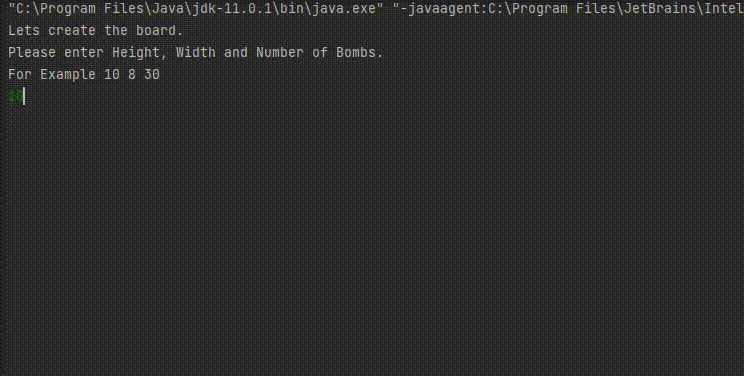 "C:\Program Files\Java\jdk-11.0.1\bin\java.exe" "-javaagent:C:\Program Files\JetBrains\Intel
Lets create the board.
Please enter Height, Width and Number of Bombs.
For Example 10 8 30
10